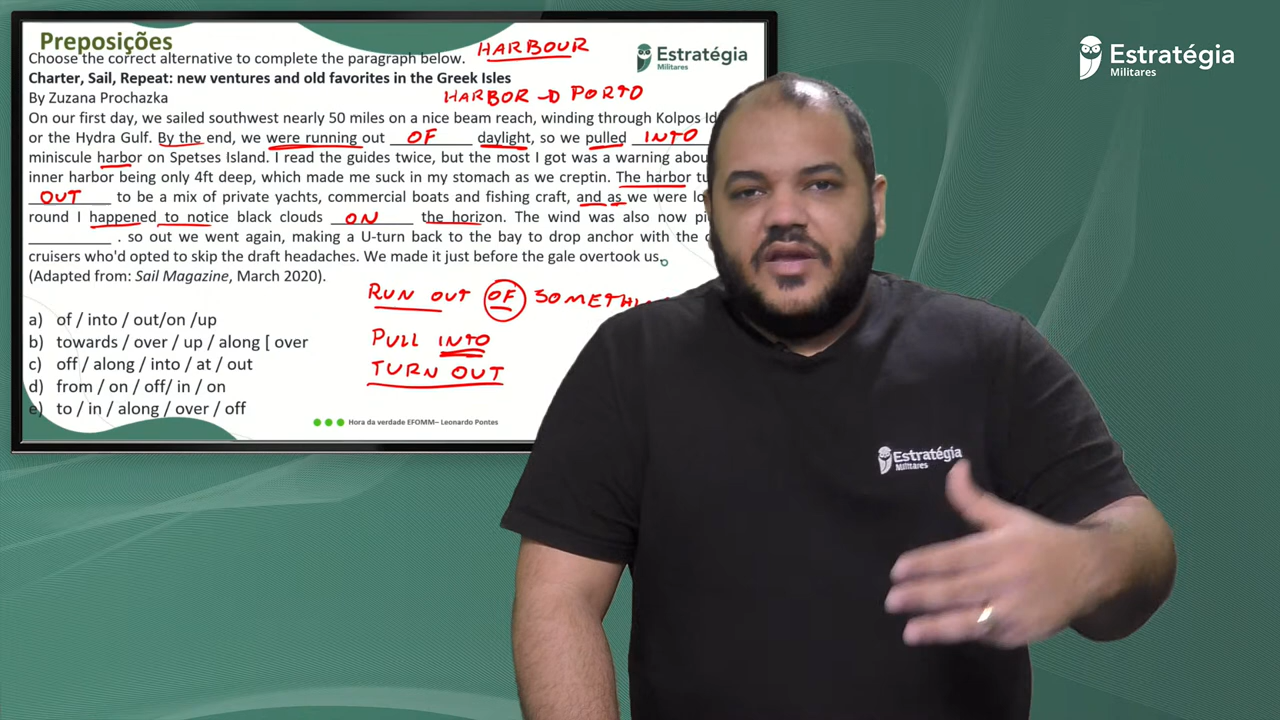 Preposições
Choose the correct alternative to complete the paragraph below.
HARBOUR
Estratégia
Militares
Charter, Sail, Repeat: new ventures and old favorites in the Greek Isles
By Zuzana Prochazka
HARBOR → PORTO
On our first day, we sailed southwest nearly 50 miles on a nice beam reach, winding through Kolpos
or the Hydra Gulf. By the end, we were running out OF daylight, so we pulled INTO
miniscule harbor on Spetses Island. I read the guides twice, but the most I got was a warning
inner harbor being only 4ft deep, which made me suck in my stomach as we creptin. The harbor
OUT to be a mix of private yachts, commercial boats and fishing craft, and as we were
round I happened to notice black clouds ON the horizon. The wind was also now
________ . so out we went again, making a U-turn back to the bay to drop anchor with the
cruisers who'd opted to skip the draft headaches. We made it just before the gale overtook us.
(Adapted from: Sail Magazine, March 2020).
RUN OUT OF
PULL INTO
TURN OUT
a) of / into / out/on /up
b) towards / over / up / along [ over
c) off / along / into / at / out
d) from / on / off/ in / on
e) to / in / along / over / off
Hora da verdade EFOMM– Leonardo Pontes
Estratégia
Militares
Estratégia
Militares